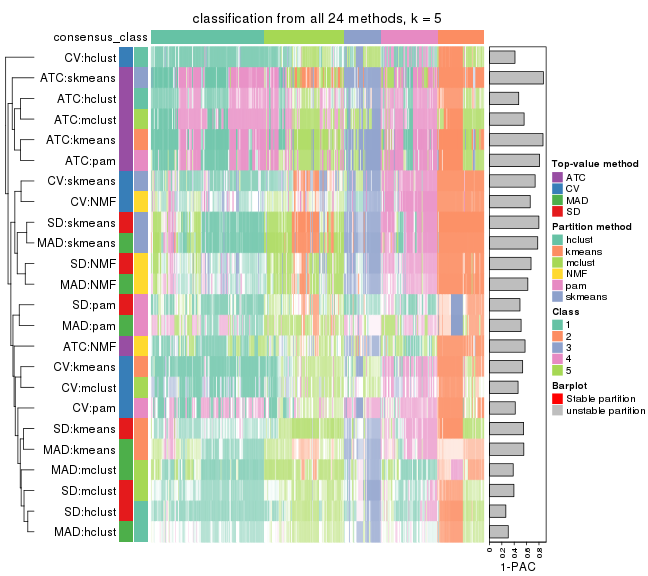 classification from all 24 methods, k = 5
consensus_class
CV:hclust
ATC:skmeans
ATC:hclust
ATC:mclust
ATC:kmeans
ATC:pam
CV:skmeans
CV:NMF
SD:skmeans
MAD:skmeans
SD:NMF
MAD:NMF
SD:pam
MAD:pam
ATC:NMF
CV:kmeans
CV:mclust
CV:pam
SD:kmeans
MAD:kmeans
MAD:mclust
SD:mclust
SD:hclust
MAD:hclust
0 0.2 0.4 0.6 0.8
1-PAC
Top-value method
ATC
CV
MAD
SD
Partition method
hclust
kmeans
mclust
NMF
pam
skmeans
Class
1
2
3
4
5
Barplot
Stable partition
unstable partition